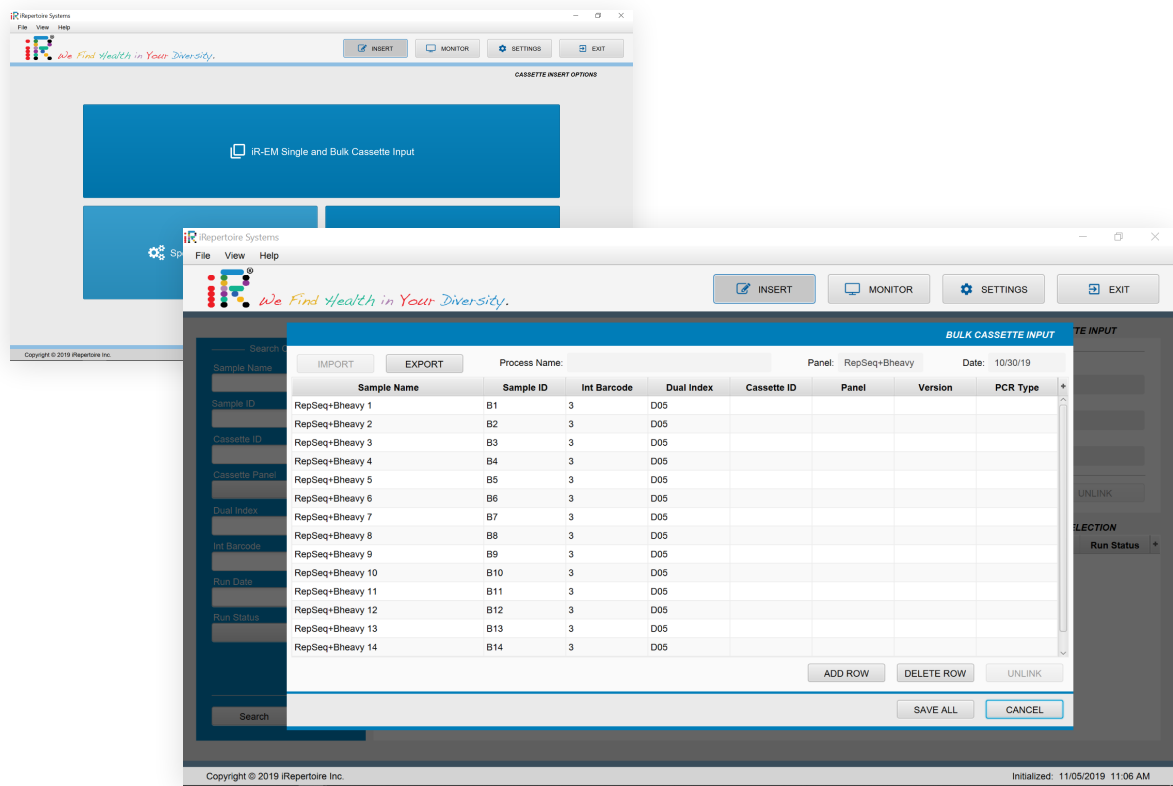 iR iRepertoire Systems
File View Help
iR We Find Health in Your Diversity.
INSERT MONITOR SETTINGS EXIT
CASSETTE INSERT OPTIONS
iR-EM Single and Bulk Cassette Input
Copyright © 2019 iRepertoire Inc.
iR iRepertoire Systems
File View Help
iR® We Find Health in Your Diversity.
INSERT MONITOR SETTINGS EXIT
BULK CASSETTE INPUT
IMPORT EXPORT Process Name: Panel: RepSeq+Bheavy Date: 10/30/19
Sample Name Sample ID Int Barcode Dual Index Cassette ID Panel Version PCR Type +
RepSeq+Bheavy 1 B1 3 D05
RepSeq+Bheavy 2 B2 3 D05
RepSeq+Bheavy 3 B3 3 D05
RepSeq+Bheavy 4 B4 3 D05
RepSeq+Bheavy 5 B5 3 D05
RepSeq+Bheavy 6 B6 3 D05
RepSeq+Bheavy 7 B7 3 D05
RepSeq+Bheavy 8 B8 3 D05
RepSeq+Bheavy 9 B9 3 D05
RepSeq+Bheavy 10 B10 3 D05
RepSeq+Bheavy 11 B11 3 D05
RepSeq+Bheavy 12 B12 3 D05
RepSeq+Bheavy 13 B13 3 D05
RepSeq+Bheavy 14 B14 3 D05
ADD ROW DELETE ROW UNLINK
SAVE ALL CANCEL
Search
Sample Name
Sample ID
Cassette ID
Cassette Panel
Dual Index
Int Barcode
Run Date
Run Status
Search
INPUT
UNLINK
Run Status +
Copyright © 2019 iRepertoire Inc. Initialized: 11/05/2019 11:06 AM